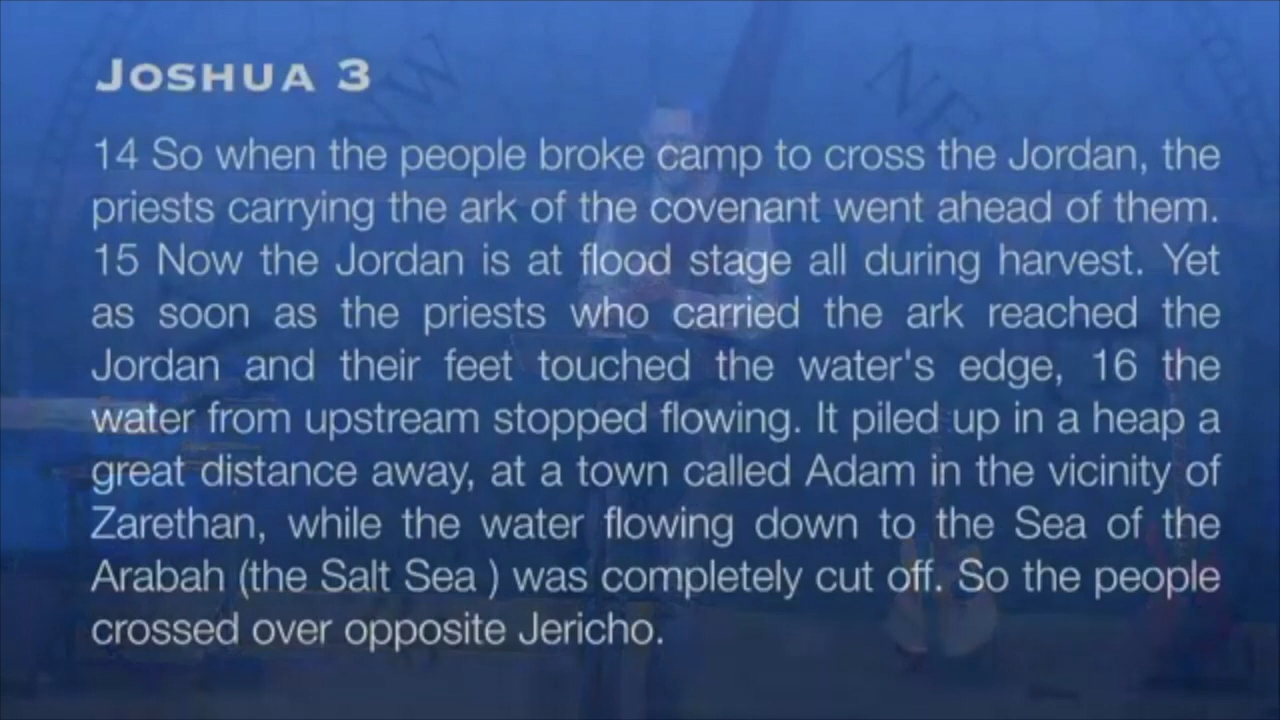 JOSHUA 3
14 So when the people broke camp to cross the Jordan, the
priests carrying the ark of the covenant went ahead of them.
15 Now the Jordan is at flood stage all during harvest. Yet
as soon as the priests who carried the ark reached the
Jordan and their feet touched the water's edge, 16 the
water from upstream stopped flowing. It piled up in a heap a
great distance away, at a town called Adam in the vicinity of
Zarethan, while the water flowing down to the Sea of the
Arabah (the Salt Sea ) was completely cut off. So the people
crossed over opposite Jericho.